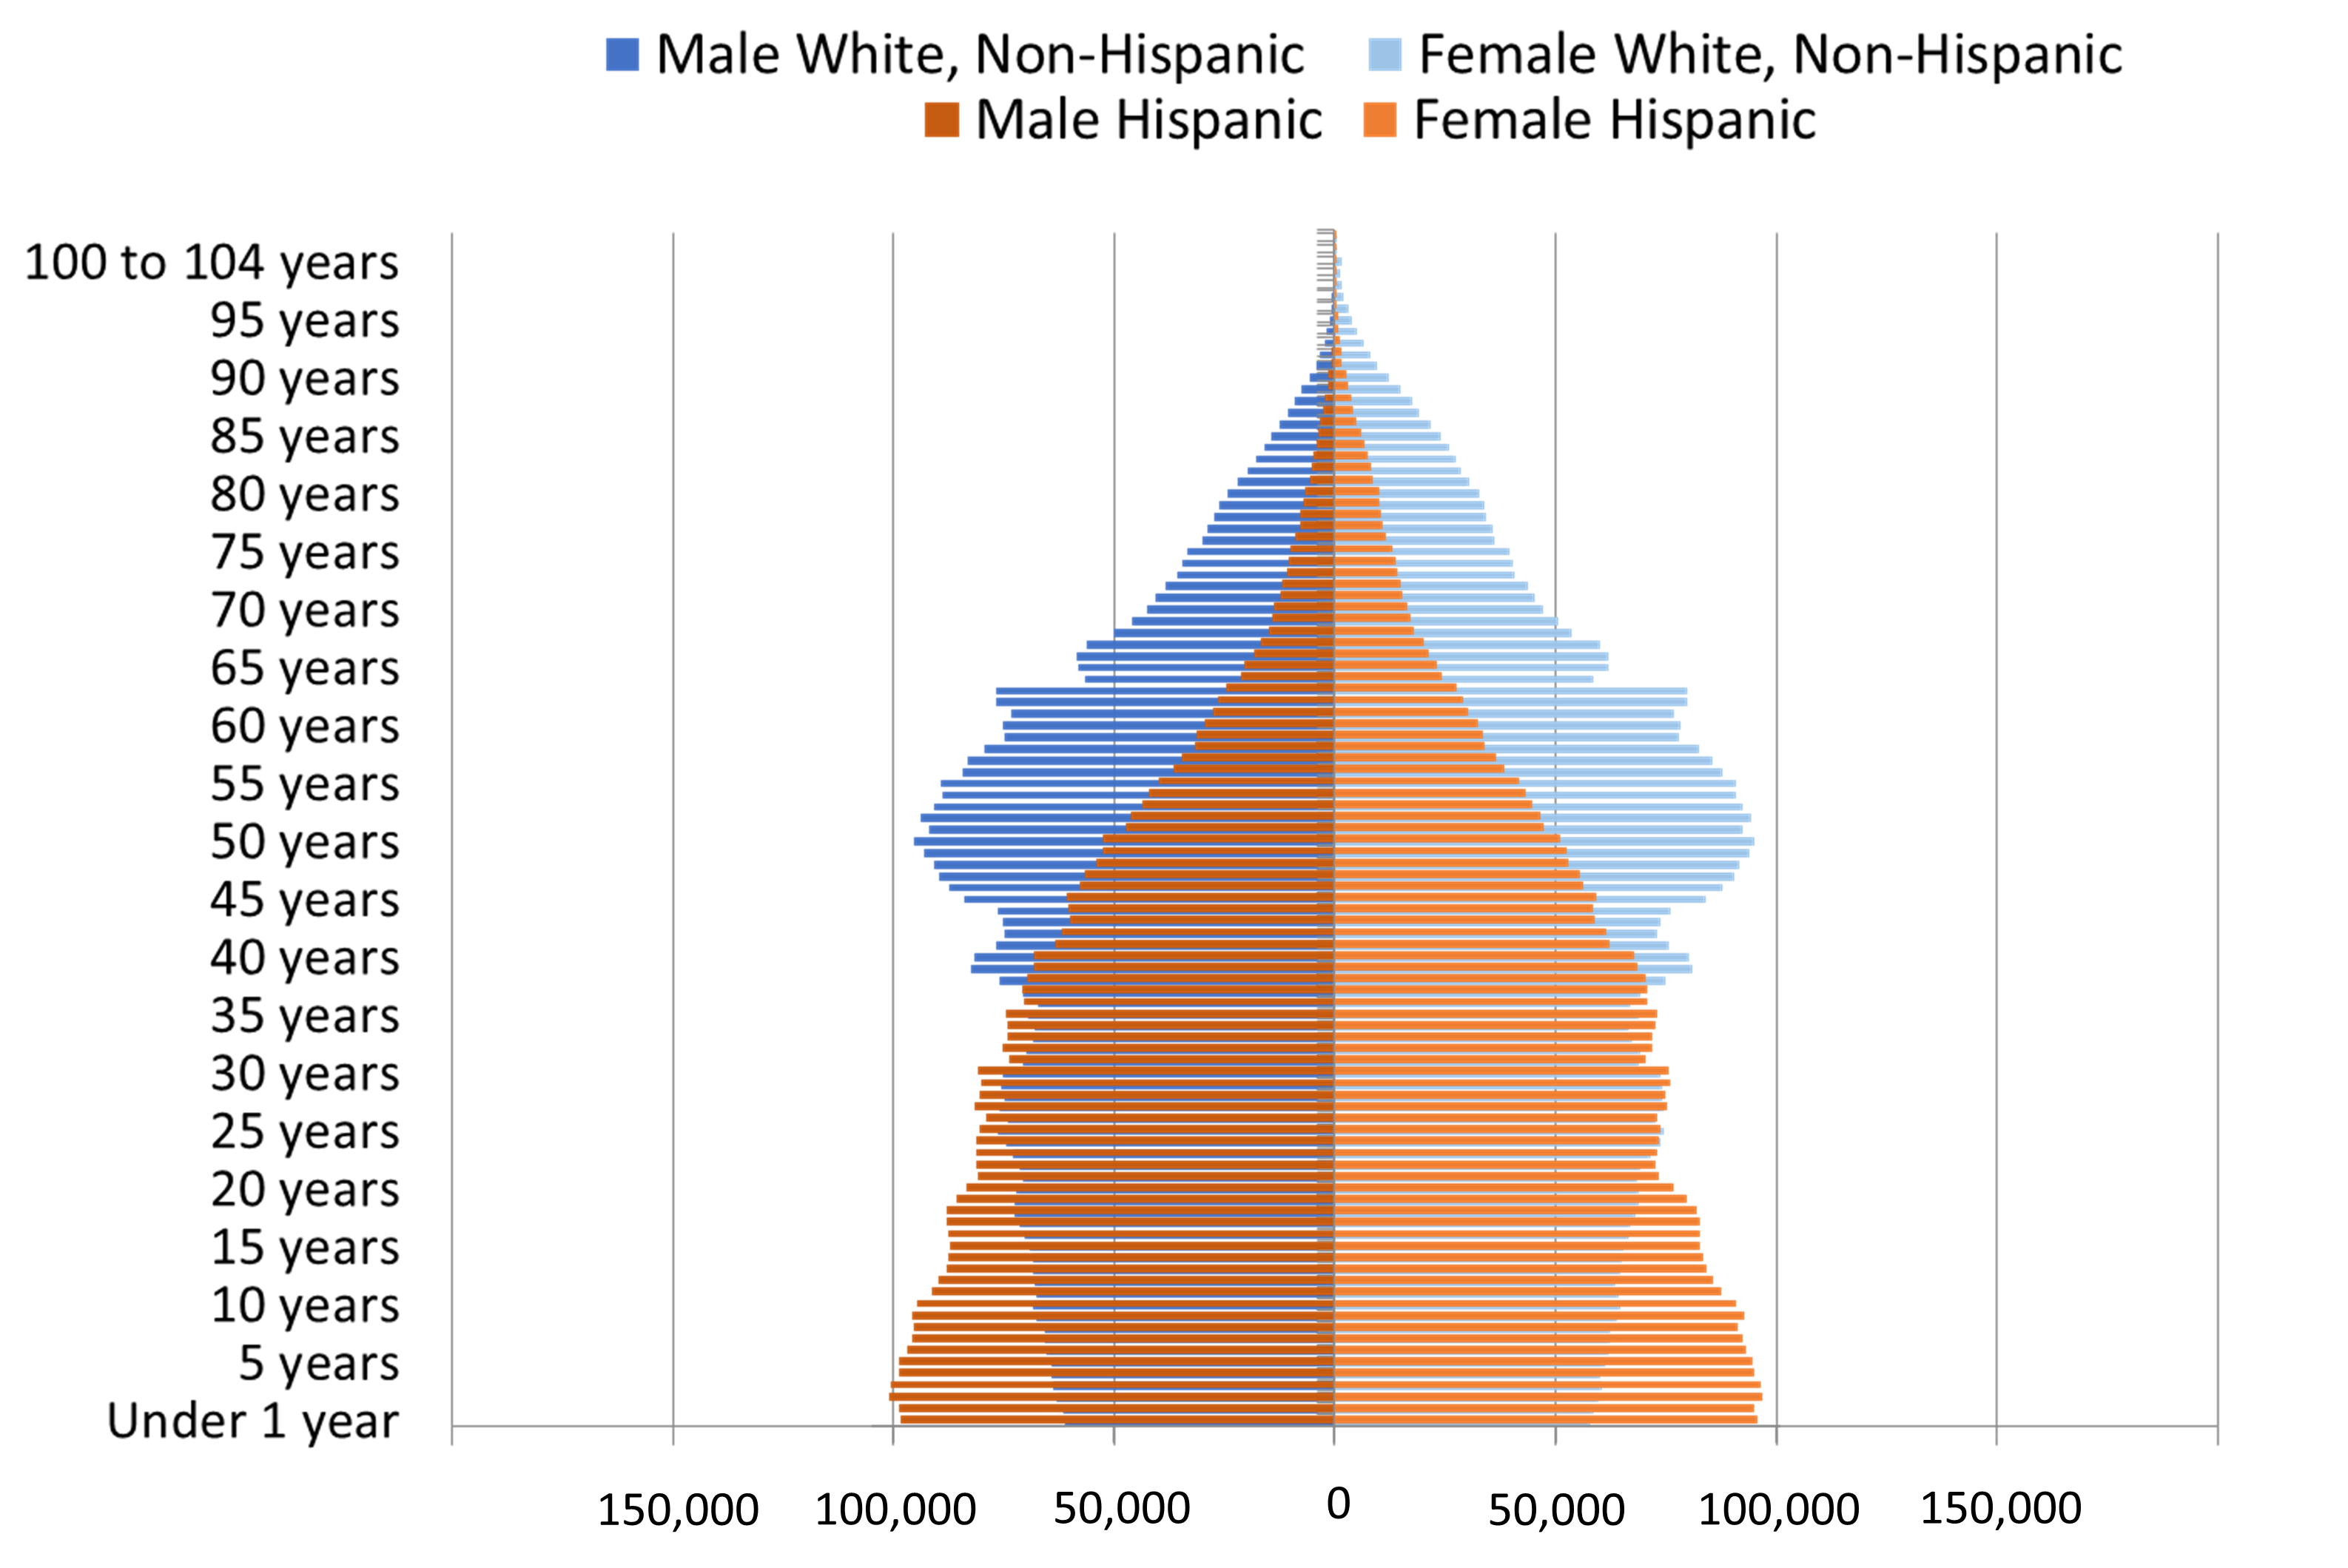 Male White, Non-Hispanic Female White, Non-Hispanic
Male Hispanic Female Hispanic
100 to 104 years
95 years
90 years
85 years
80 years
75 years
70 years
65 years
60 years
55 years
50 years
45 years
40 years
35 years
30 years
25 years
20 years
15 years
10 years
5 years
Under 1 year
150,000 100,000 50,000 0 50,000 100,000 150,000